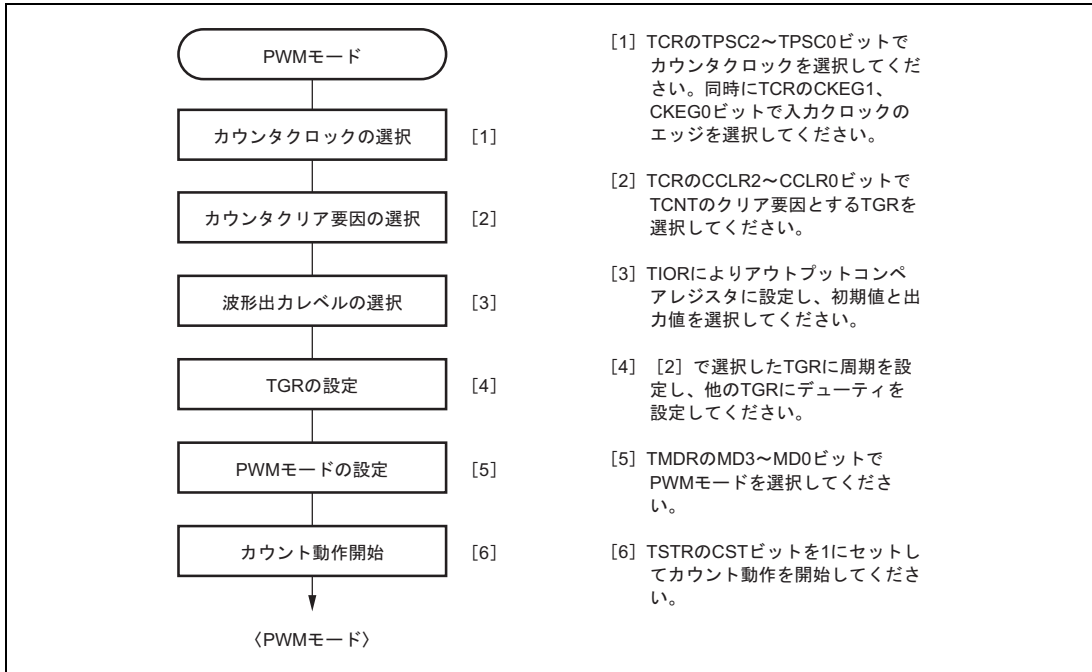 PWMモード
カウンタクロックの選択 [1]
カウンタクリア要因の選択 [2]
波形出力レベルの選択 [3]
TGRの設定 [4]
PWMモードの設定 [5]
カウント動作開始 [6]
〈PWMモード〉
[1] TCRのTPSC2～TPSC0ビットで
カウンタクロックを選択してくだ
さい。同時にTCRのCKEG1、
CKEG0ビットで入力クロックの
エッジを選択してください。
[2] TCRのCCLR2～CCLR0ビットで
TCNTのクリア要因とするTGRを
選択してください。
[3] TIORによりアウトプットコンペ
アレジスタに設定し、初期値と出
力値を選択してください。
[4] [2]で選択したTGRに周期を設
定し、他のTGRにデューティを
設定してください。
[5] TMDRのMD3～MD0ビットで
PWMモードを選択してくださ
い。
[6] TSTRのCSTビットを1にセットし
てカウント動作を開始してくださ
い。